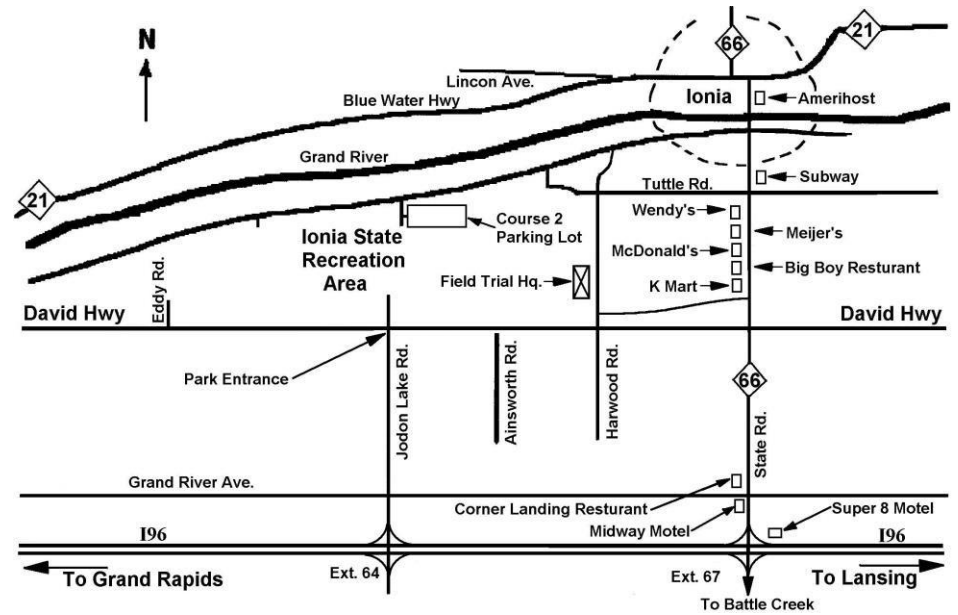 N
66
21
Lincon Ave.
Ionia
Amerihost
Blue Water Hwy
Grand River
21
Tuttle Rd.
Subway
Wendy's
Course 2
Parking Lot
Meijer's
Ionia State
Recreation
Area
McDonald's
Field Trial Hq.
Big Boy Resturant
K Mart
Eddy Rd.
David Hwy
David Hwy
Park Entrance
Jodon Lake Rd.
Ainsworth Rd.
Harwood Rd.
66
State Rd.
Grand River Ave.
Corner Landing Resturant
Midway Motel
Super 8 Motel
I96
I96
Ext. 64
Ext. 67
To Grand Rapids
To Lansing
To Battle Creek